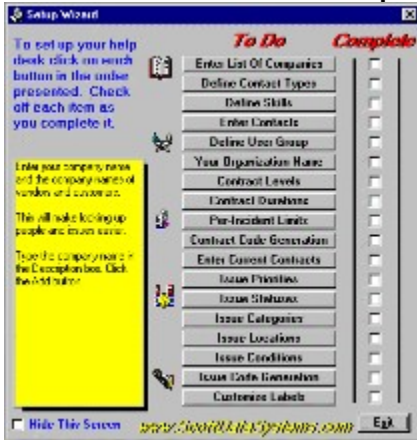 Setup Wizard
To set up your help
desk click on each
button in the order
presented. Check
off each item as
you complete it.
Enter your company name
and the company names of
vendors and customers.
This will make looking up
people and issues easier.
Type the company name in
the Description box. Click
the Add button.
To Do
Complete
Enter List Of Companies
Define Contact Types
Define Skills
Enter Contacts
Define User Group
Your Organization Name
Contract Levels
Contract Durations
Per-Incident Limits
Contract Code Generation
Enter Current Contracts
Issue Priorities
Issue Statuses
Issue Categories
Issue Locations
Issue Conditions
Issue Code Generation
Customize Labels
Hide This Screen
www.ScottDataSystems.com
Exit